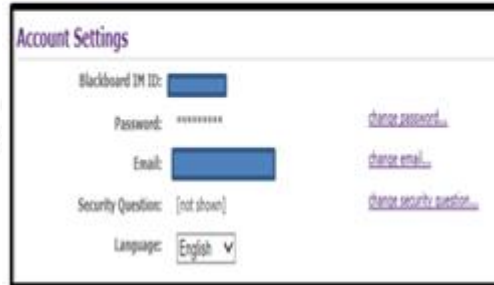 Account Settings
Blackboard IM ID:
Password: ********* change password...
Email: change email...
Security Question: [not shown] change security question...
Language: English